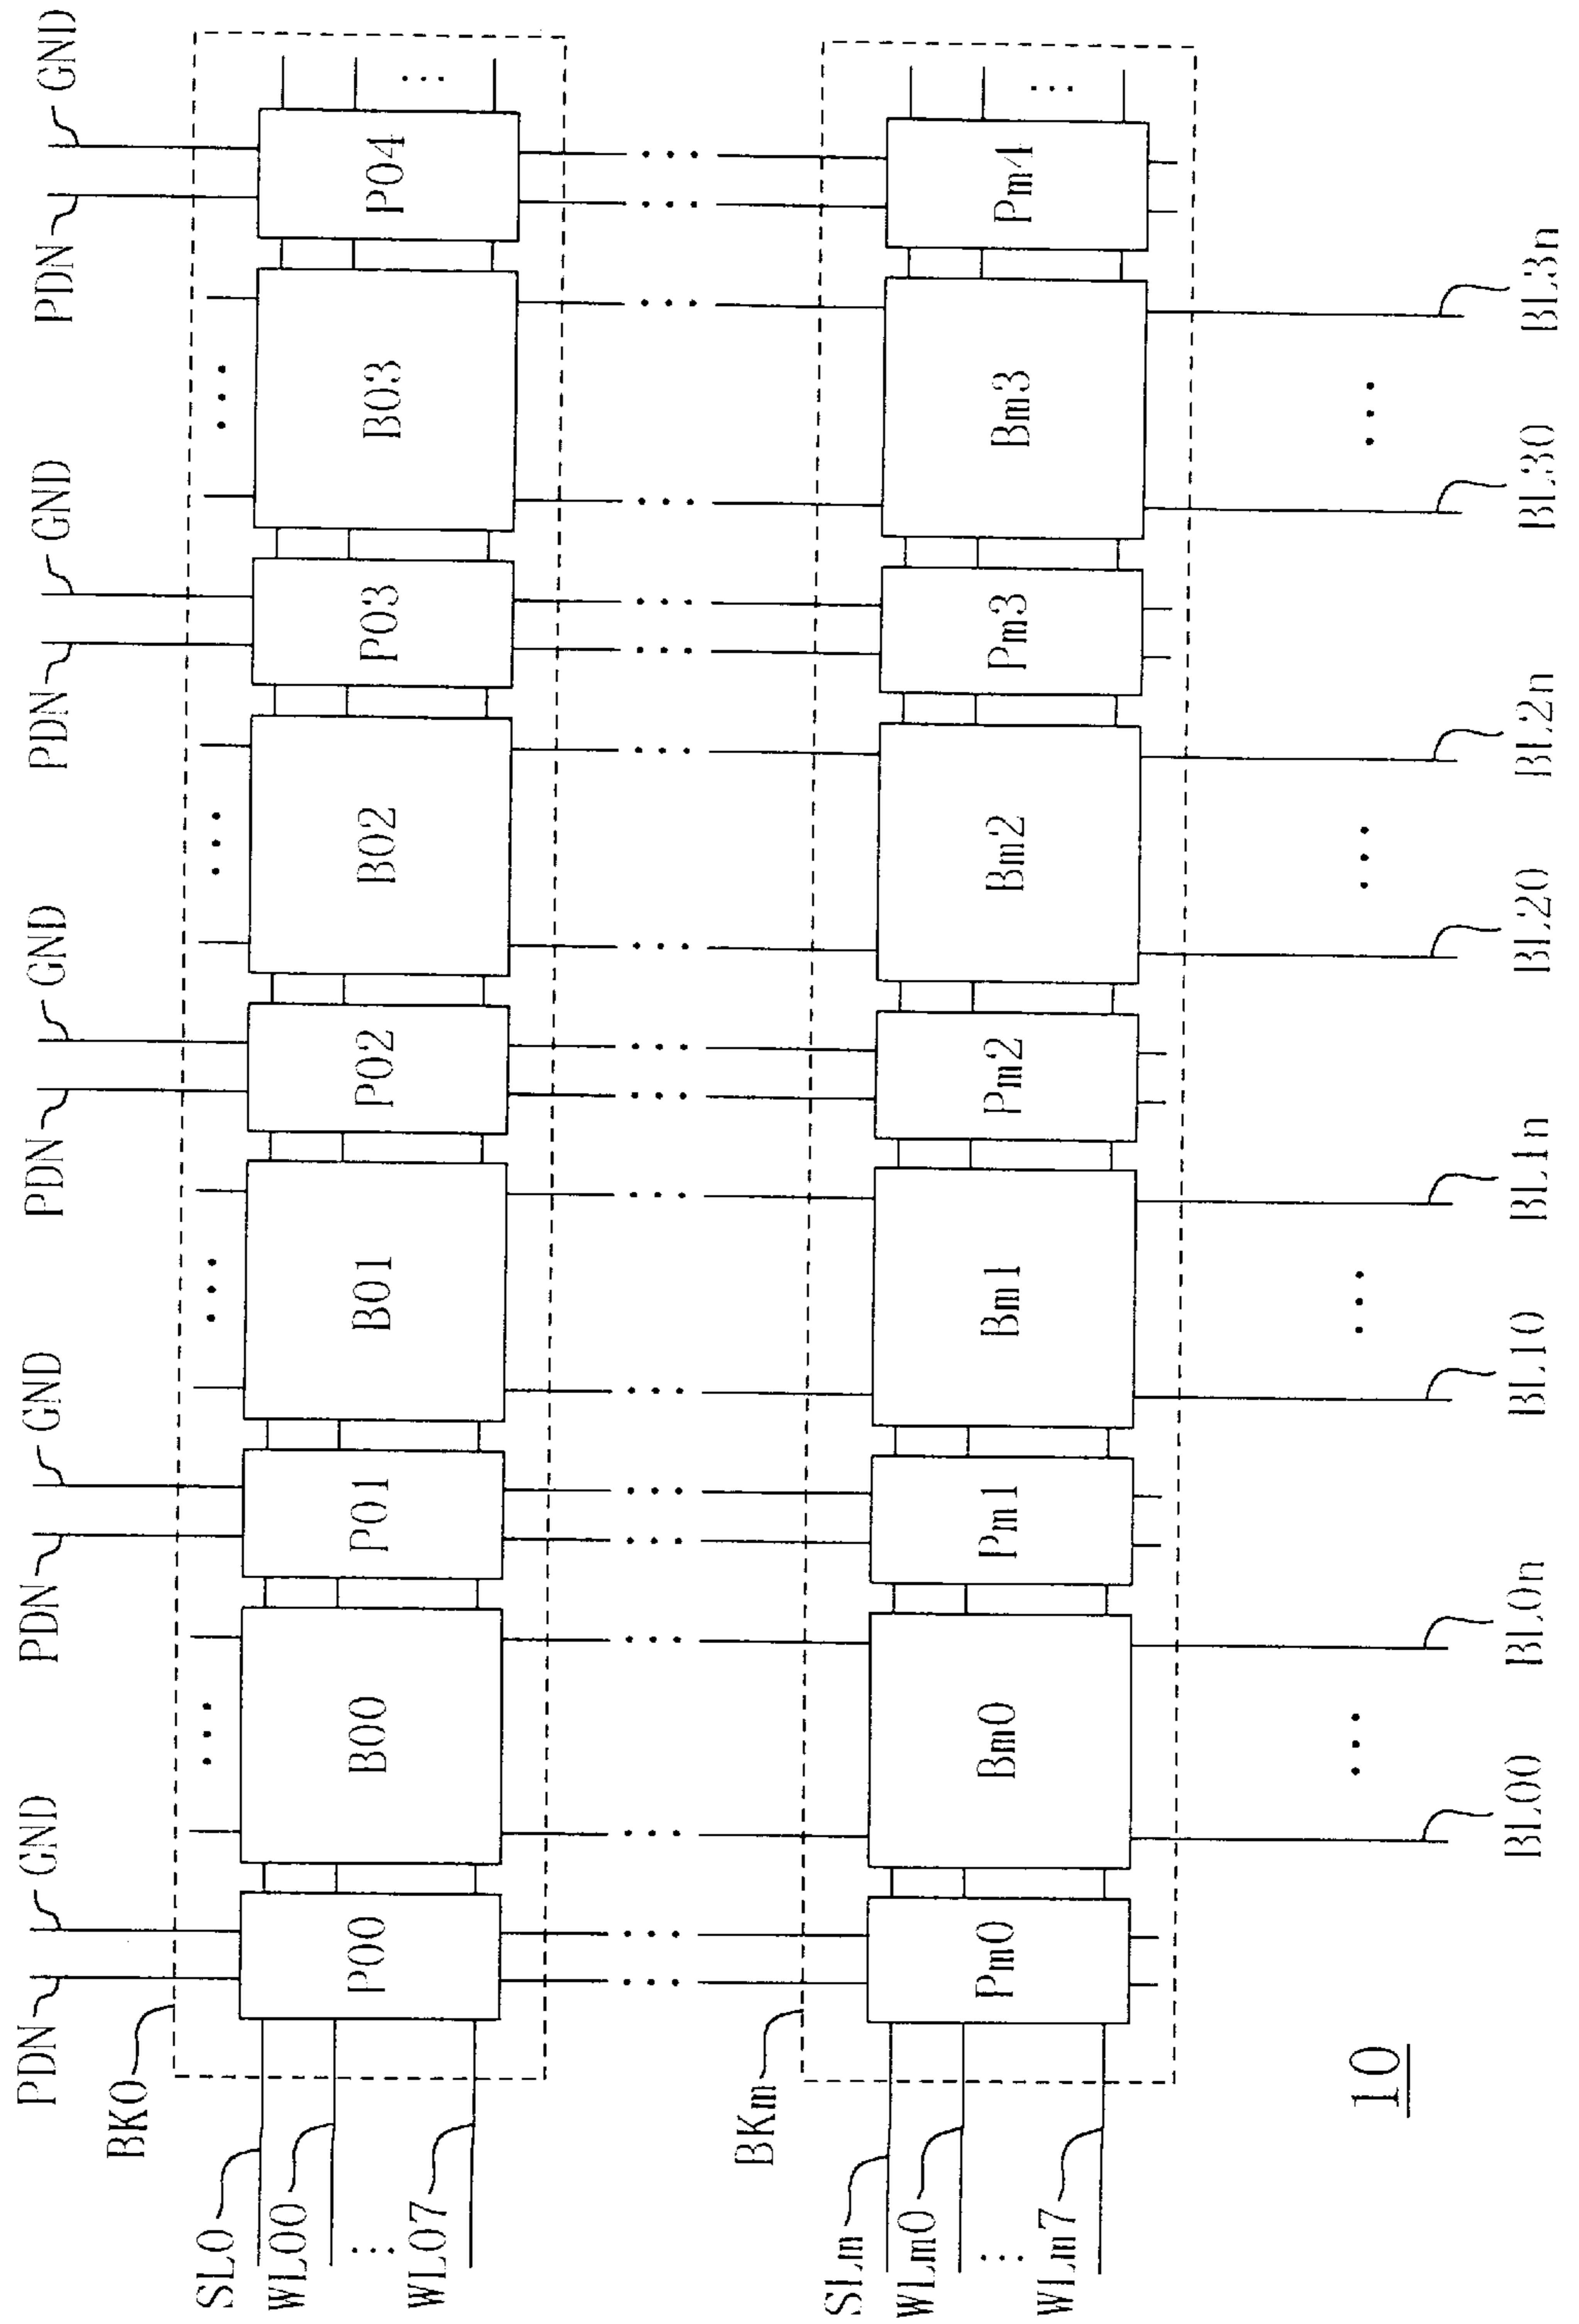 PDN GND PDN GND PDN GND PDN GND PDN GND
BK0
SL0
WL00
P00 B00 P01 B01 P02 B02 P03 B03 P04
WL07
BKm
SLm
WLm0
Pm0 Bm0 Pm1 Bm1 Pm2 Bm2 Pm3 Bm3 Pm4
WLm7
10
BL00 BL0n BL10 BL1n BL20 BL2n BL30 BL3n